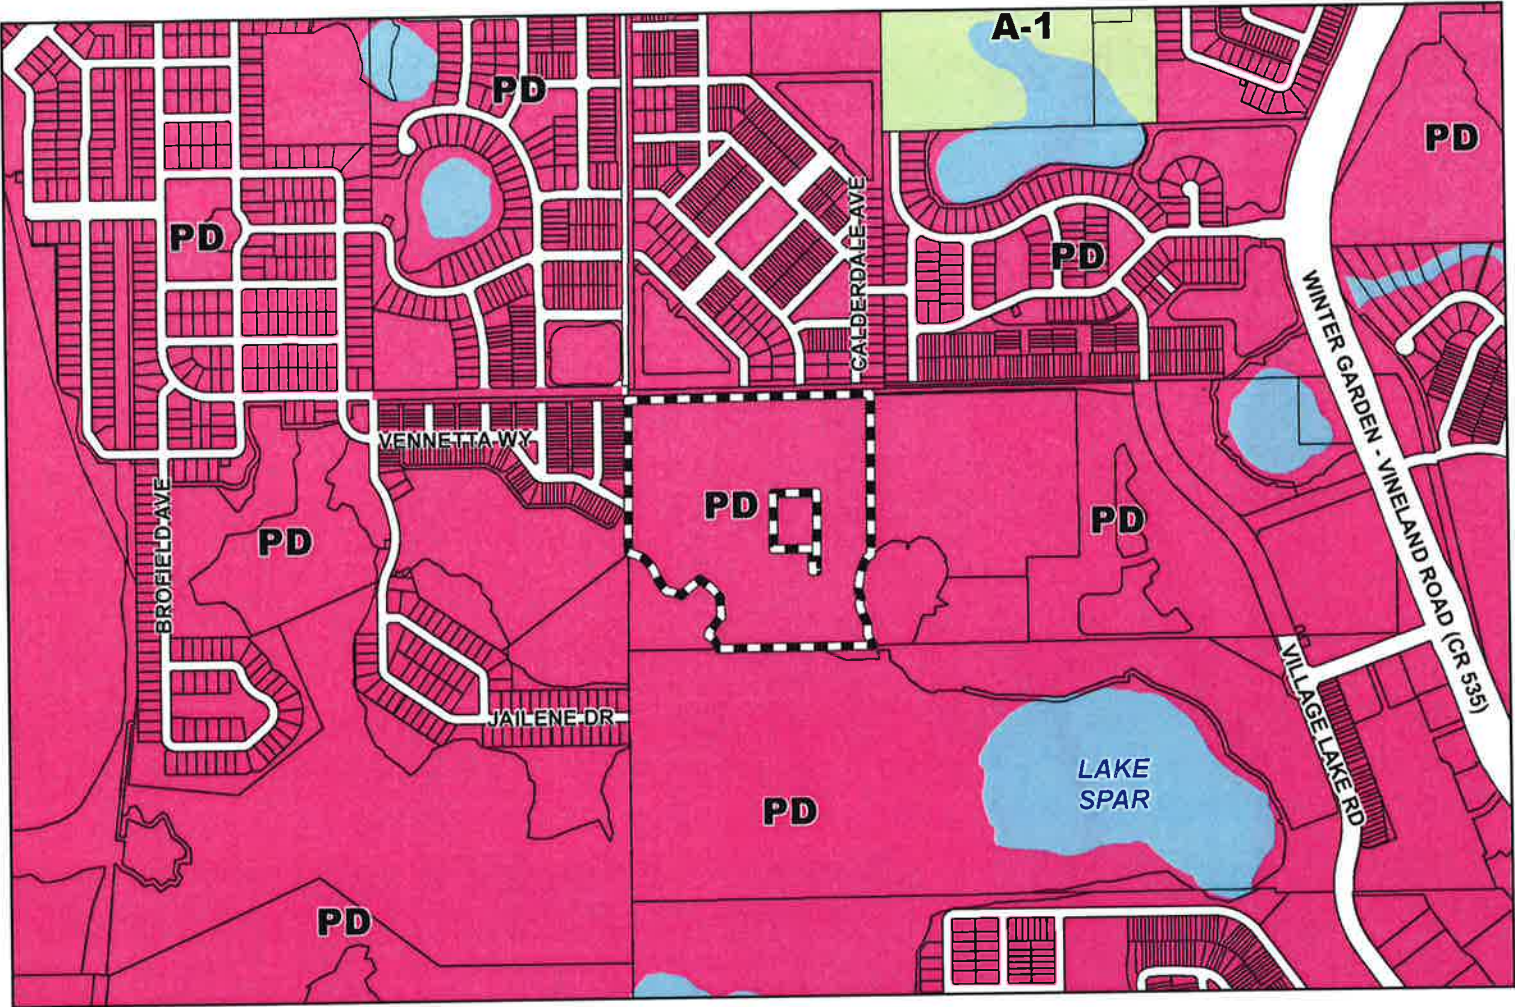 A-1
PD
PD
PD
PD
CALDERDALE AVE
WINTER GARDEN - VINELAND ROAD (CR 535)
VENNETTA WY
BROFIELD AVE
PD
PD
PD
VILLAGE LAKE RD
JAILENE DR
LAKE
SPAR
PD
PD